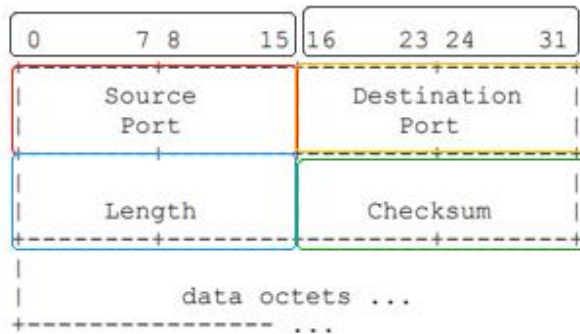 0 7 8 15 16 23 24 31
Source Destination
Port Port
Length Checksum
data octets ...
...